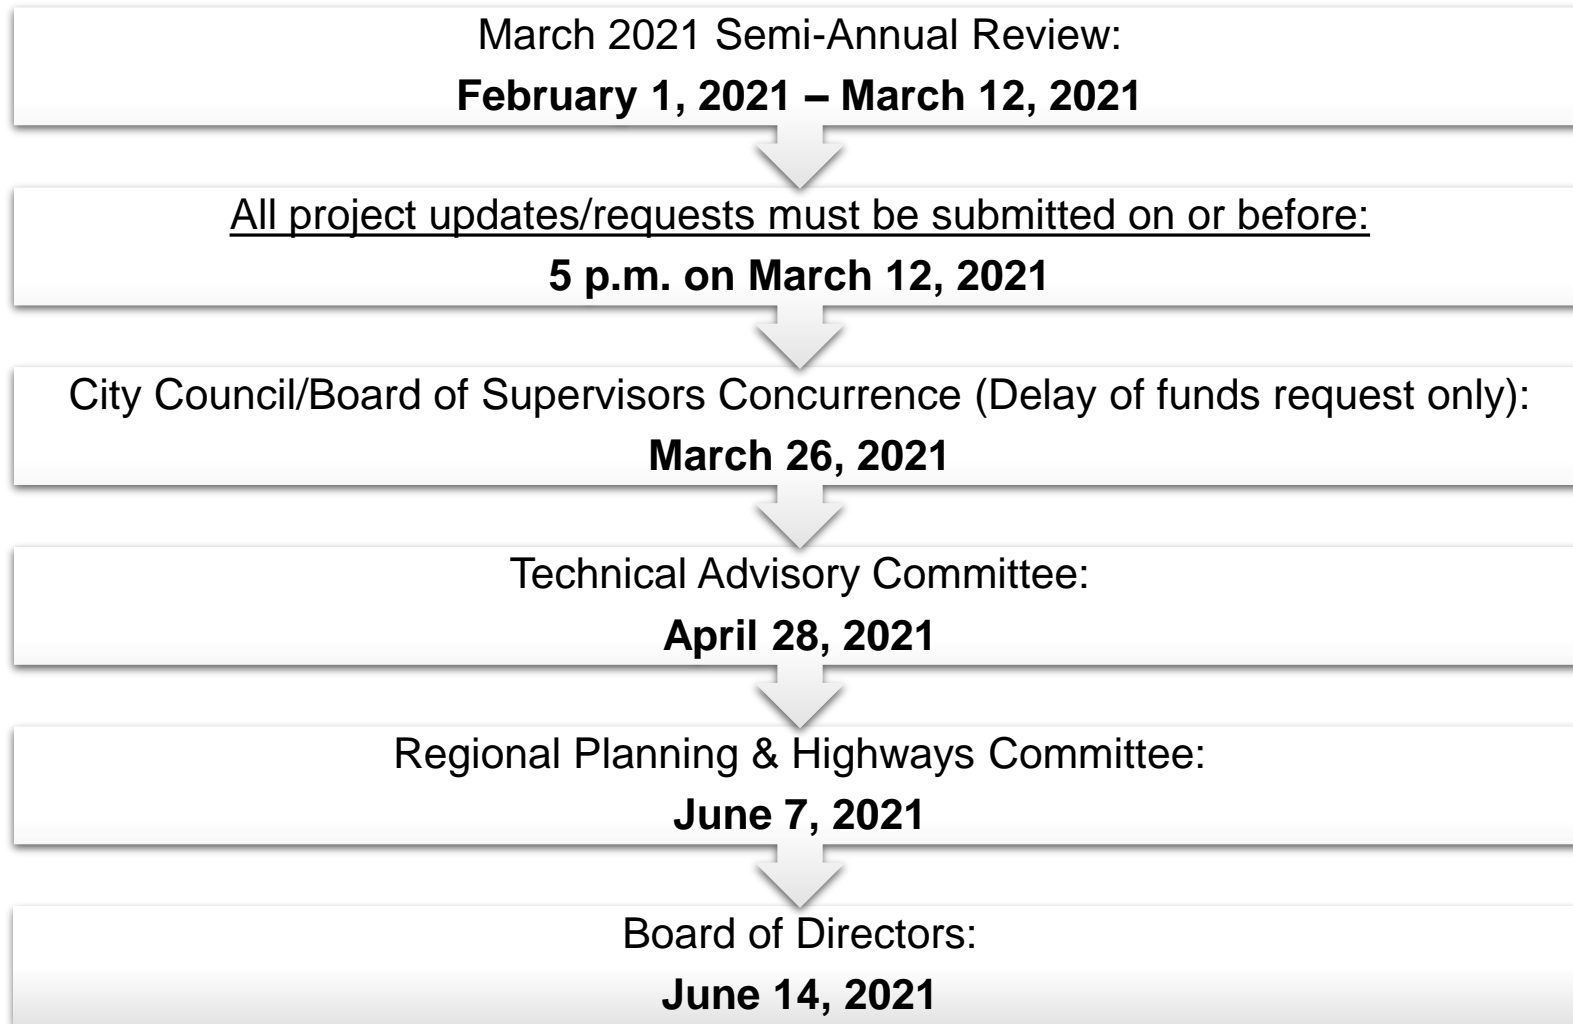 March 2021 Semi-Annual Review:
February 1, 2021 – March 12, 2021
All project updates/requests must be submitted on or before:
5 p.m. on March 12, 2021
City Council/Board of Supervisors Concurrence (Delay of funds request only):
March 26, 2021
Technical Advisory Committee:
April 28, 2021
Regional Planning & Highways Committee:
June 7, 2021
Board of Directors:
June 14, 2021